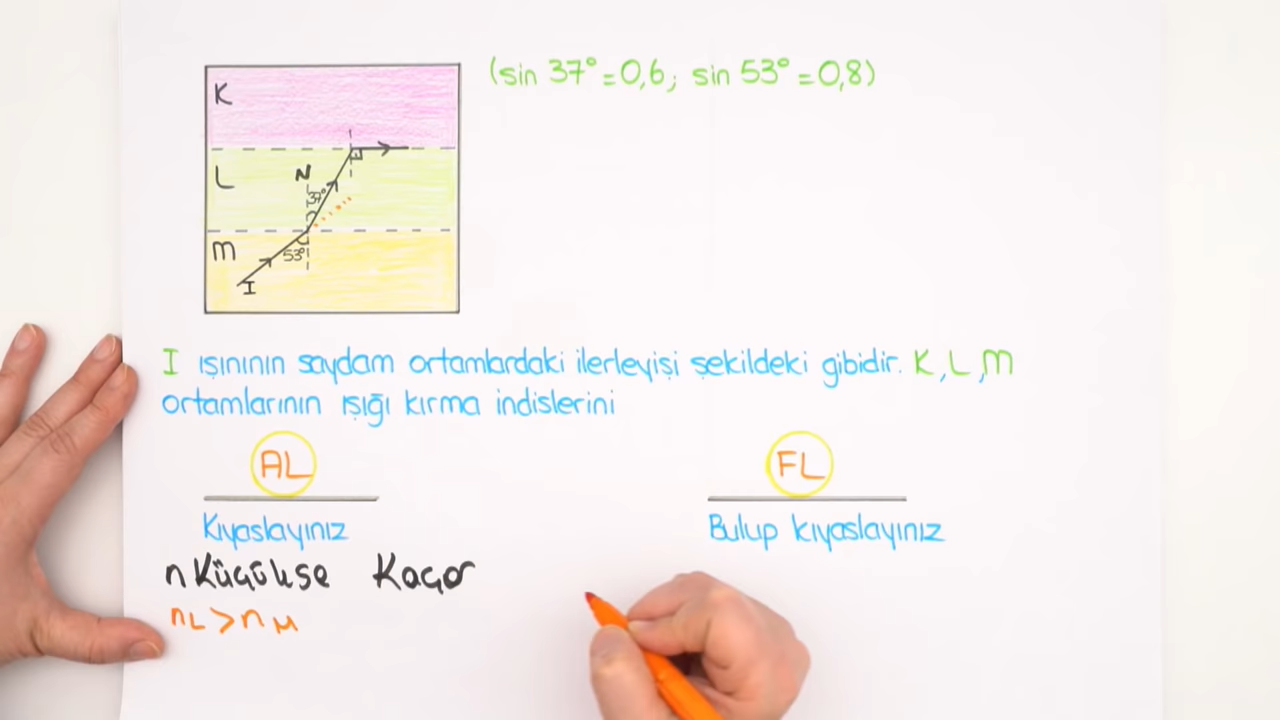 (sin 37° = 0,6; sin 53° = 0,8)
K
L
N
37°
M
53°
I
I ışınının saydam ortamlardaki ilerleyişi şekildeki gibidir. K, L, M
ortamlarının ışığı kırma indislerini
AL
FL
Kıyaslayınız
Bulup kıyaslayınız
n Küçükse Kaçar
nL > nM